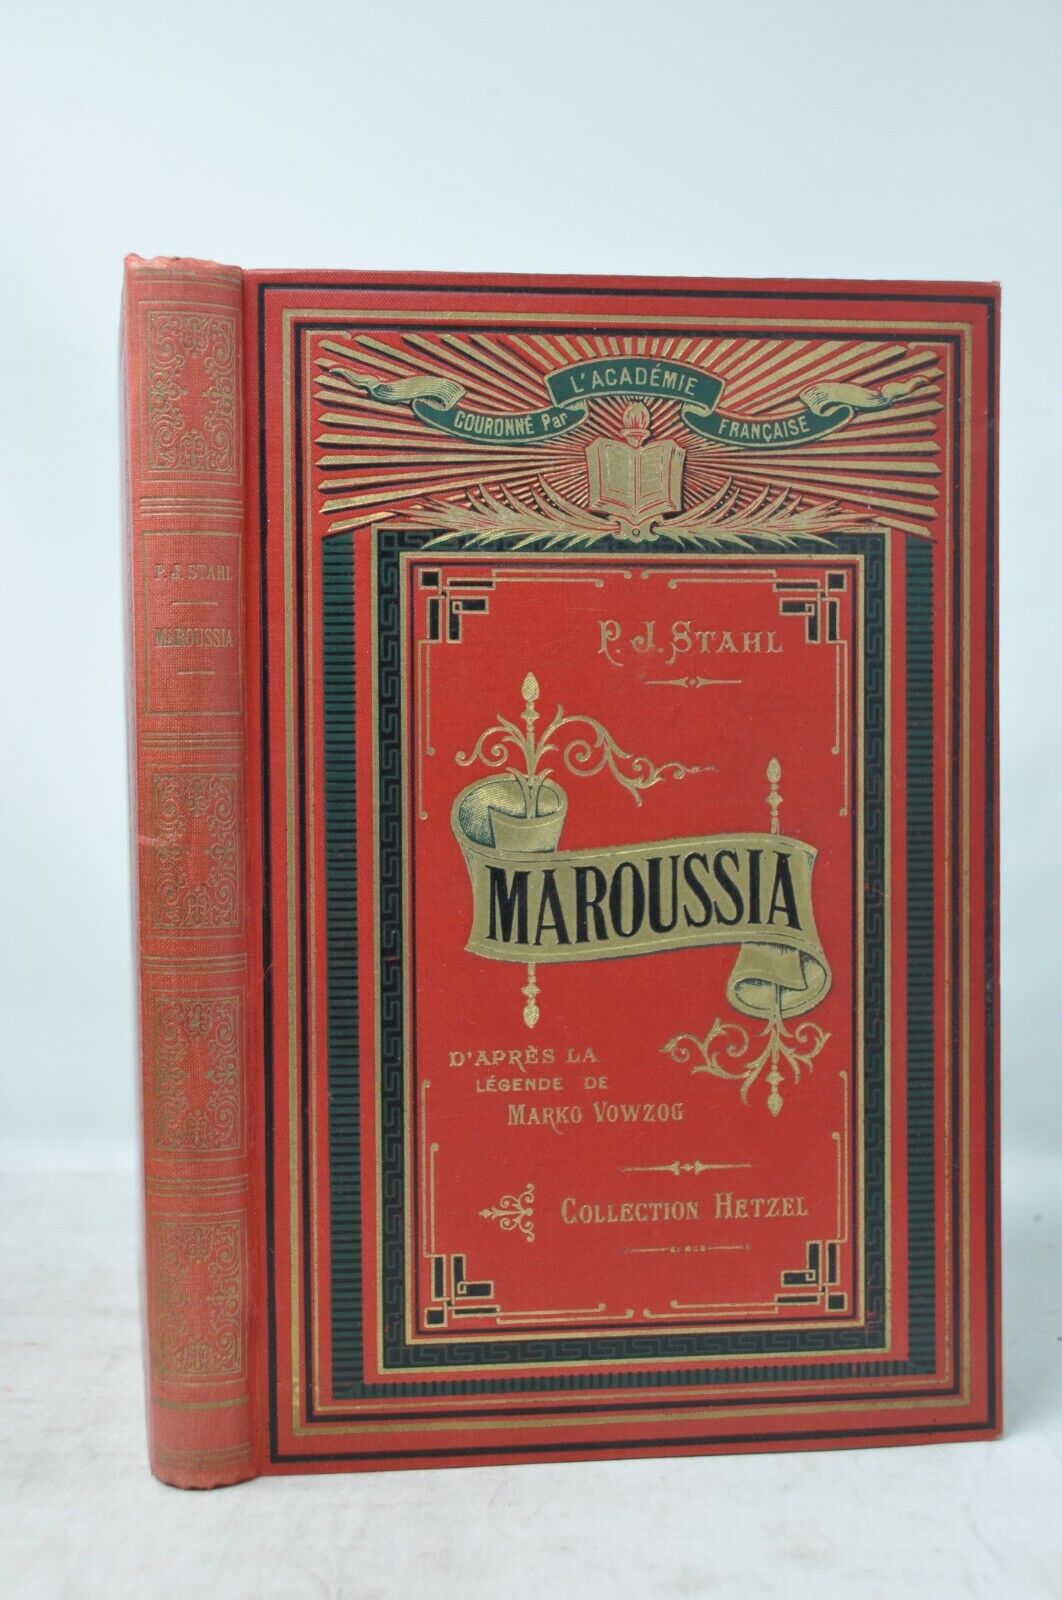 P. J. STAHL
MAROUSSIA
COURONNÉ Par L'ACADÉMIE FRANÇAISE
P. J. STAHL
MAROUSSIA
D'APRÈS LA
LÉGENDE DE
MARKO VOWZOG
COLLECTION HETZEL